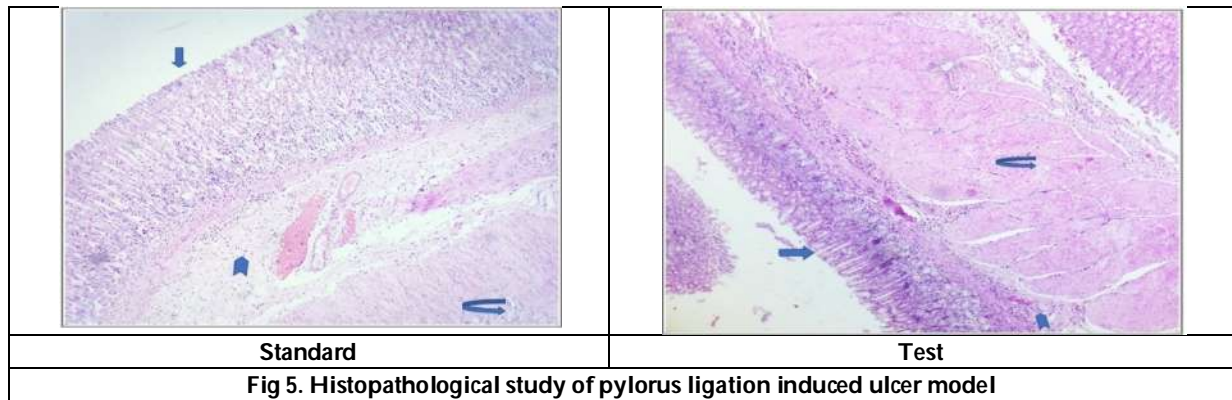 Standard
Test
Fig 5. Histopathological study of pylorus ligation induced ulcer model